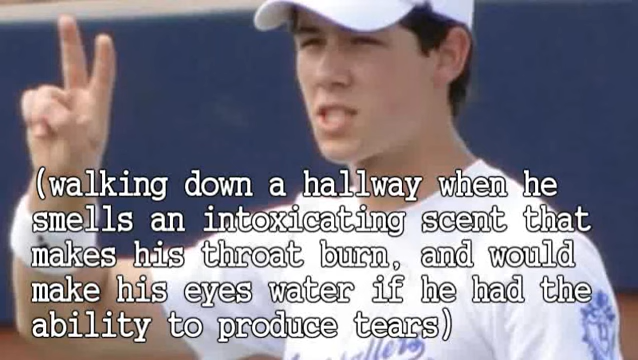 (walking down a hallway when he
smells an intoxicating scent that
makes his throat burn, and would
make his eyes water if he had the
ability to produce tears)